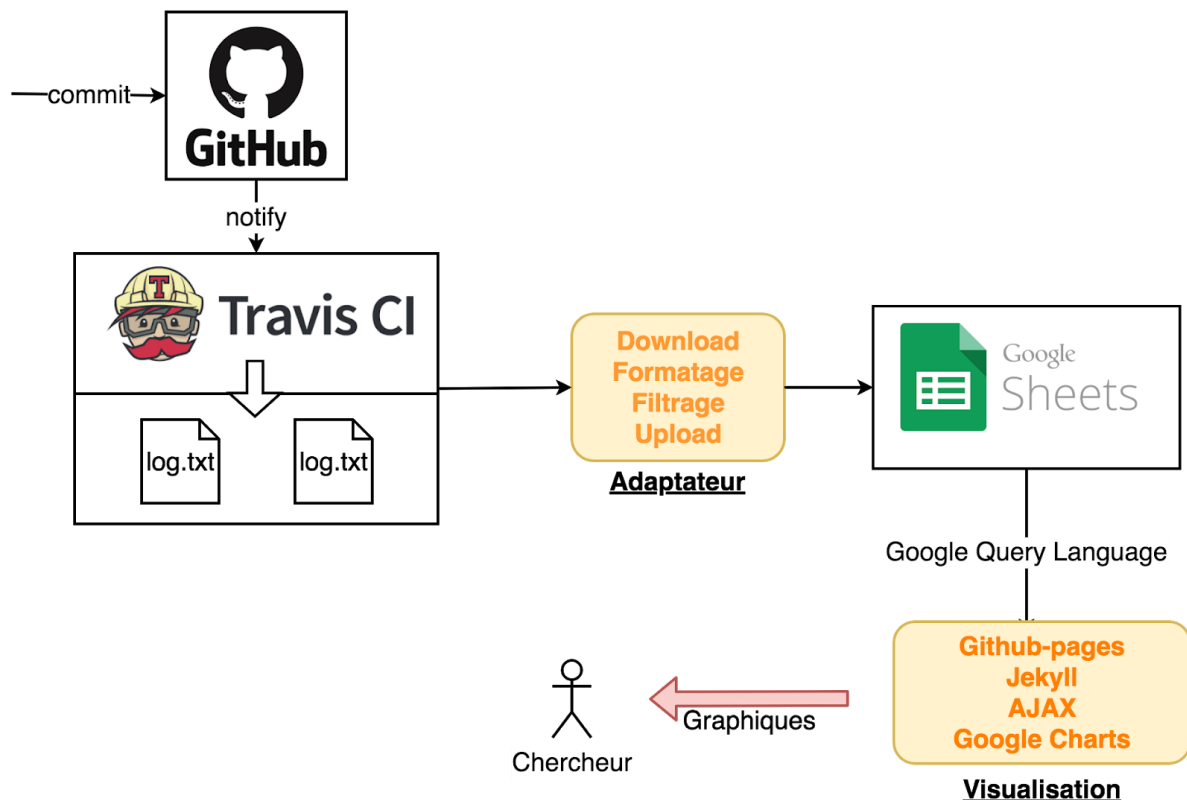 commit
GitHub
notify
T
Travis CI
log.txt
log.txt
Download
Formatage
Filtrage
Upload
Adaptateur
Google
Sheets
Google Query Language
Github-pages
Jekyll
AJAX
Google Charts
Visualisation
Graphiques
Chercheur